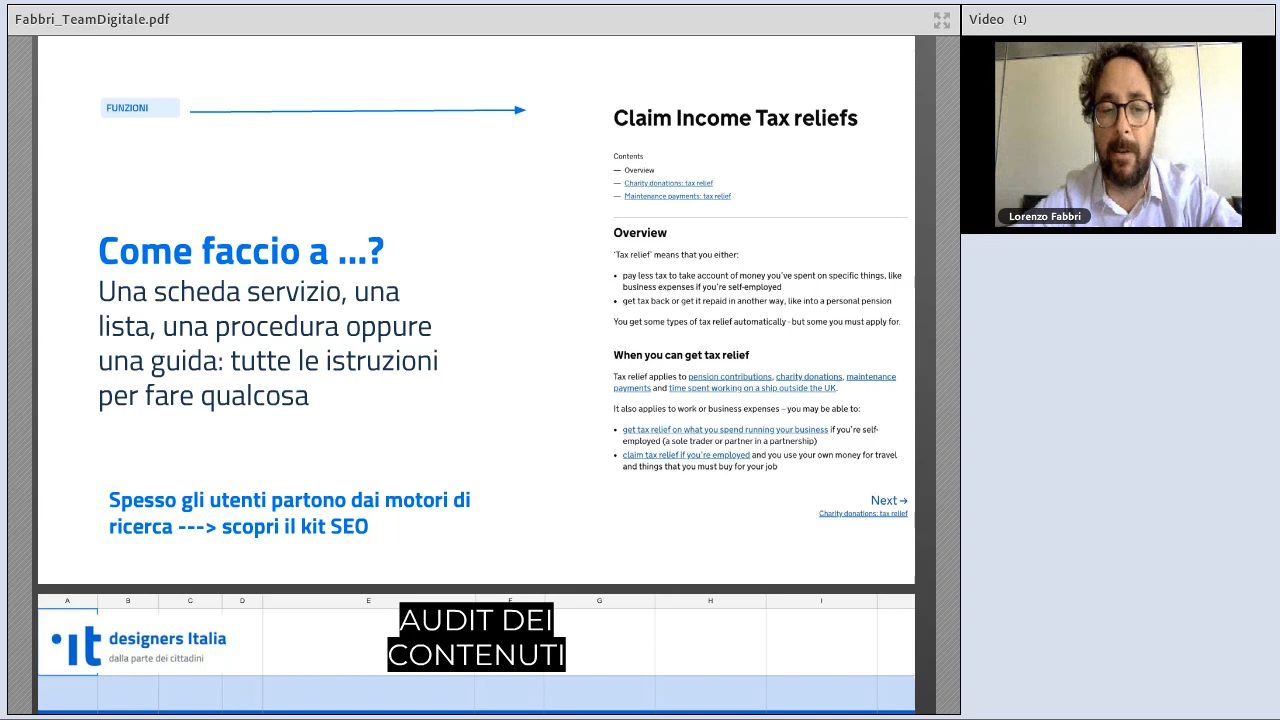 Fabbri_TeamDigitale.pdf
Video (1)
Lorenzo Fabbri
FUNZIONI
Come faccio a ...?
Una scheda servizio, una
lista, una procedura oppure
una guida: tutte le istruzioni
per fare qualcosa
Spesso gli utenti partono dai motori di
ricerca ---> scopri il kit SEO
Claim Income Tax reliefs
Contents
— Overview
— Charity donations: tax relief
— Maintenance payments: tax relief
Overview
‘Tax relief’ means that you either:
• pay less tax to take account of money you’ve spent on specific things, like
business expenses if you’re self-employed
• get tax back or get it repaid in another way, like into a personal pension
You get some types of tax relief automatically - but some you must apply for.
When you can get tax relief
Tax relief applies to pension contributions, charity donations, maintenance
payments and time spent working on a ship outside the UK.
It also applies to work or business expenses – you may be able to:
• get tax relief on what you spend running your business if you’re self-
employed (a sole trader or partner in a partnership)
• claim tax relief if you’re employed and you use your own money for travel
and things that you must buy for your job
Next →
Charity donations: tax relief
A B C D E F G H I
designers Italia
dalla parte dei cittadini
AUDIT DEI
CONTENUTI